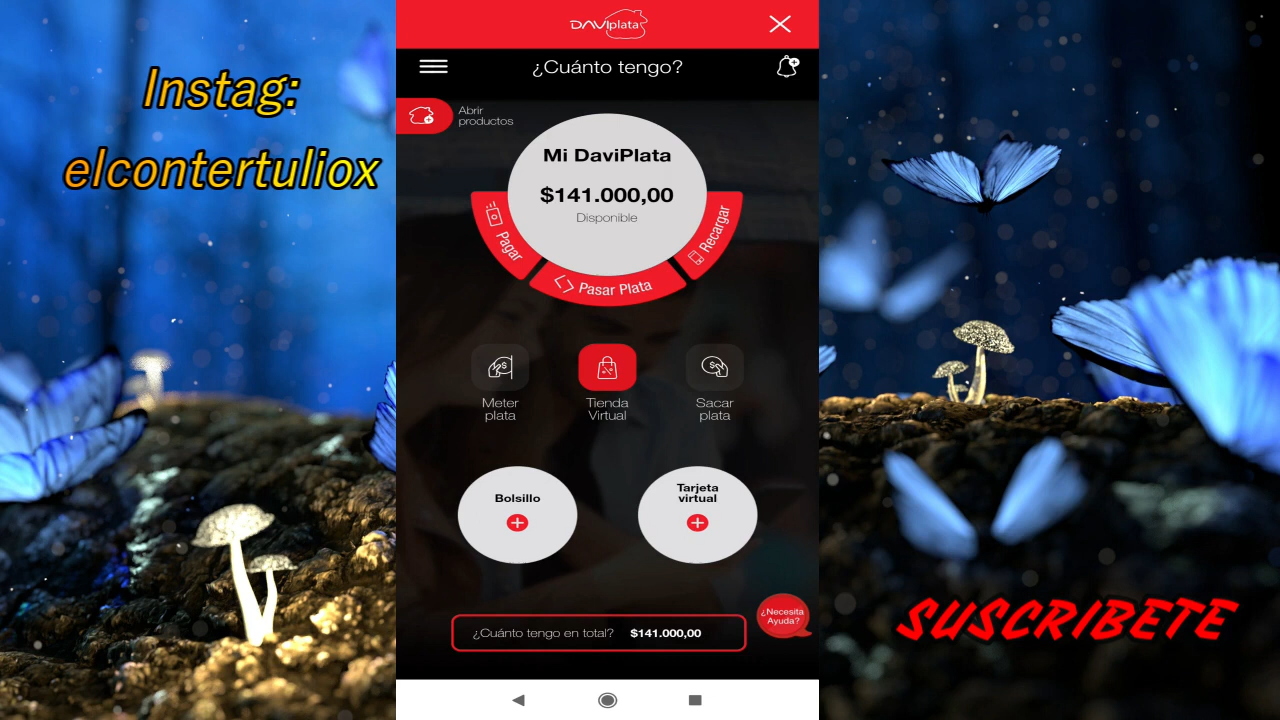 Instag:
elcontertuliox
DAVIplata
¿Cuánto tengo?
Abrir
productos
Mi DaviPlata
$141.000,00
Disponible
Pagar
Pasar Plata
Recargar
Meter
plata
Tienda
Virtual
Sacar
plata
Bolsillo
Tarjeta
virtual
¿Necesita
Ayuda?
¿Cuánto tengo en total? $141.000,00
SUSCRIBETE